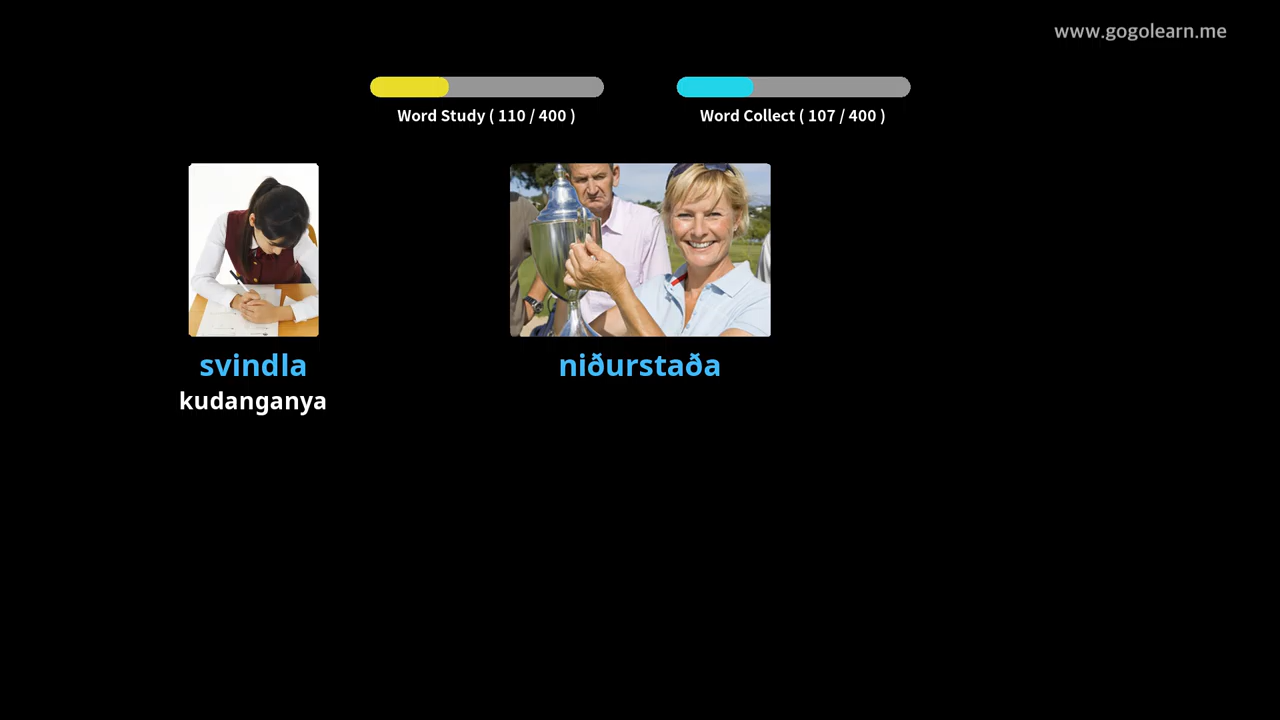 www.gogolearn.me
Word Study ( 110 / 400 )
Word Collect ( 107 / 400 )
svindla
kudanganya
niðurstaða